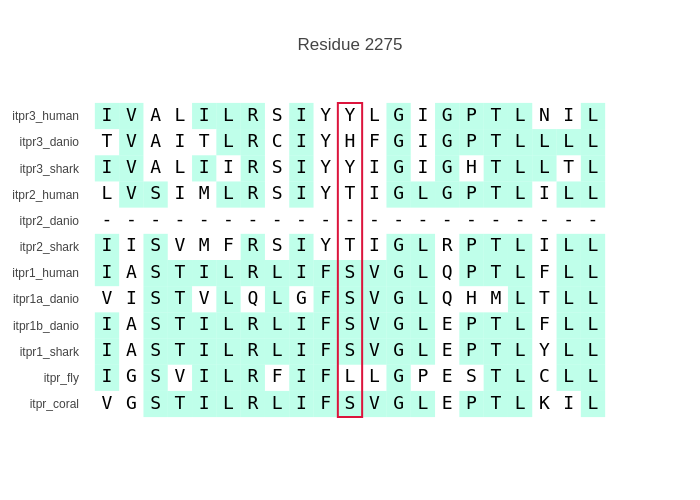 Residue 2275
itpr3_human I V A L I L R S I Y Y L G I G P T L N I L
itpr3_danio T V A I T L R C I Y H F G I G P T L L L L
itpr3_shark I V A L I I R S I Y Y I G I G H T L L T L
itpr2_human L V S I M L R S I Y T I G L G P T L I L L
itpr2_danio - - - - - - - - - - - - - - - - - - - - -
itpr2_shark I I S V M F R S I Y T I G L R P T L I L L
itpr1_human I A S T I L R L I F S V G L Q P T L F L L
itpr1a_danio V I S T V L Q L G F S V G L Q H M L T L L
itpr1b_danio I A S T I L R L I F S V G L E P T L F L L
itpr1_shark I A S T I L R L I F S V G L E P T L Y L L
itpr_fly I G S V I L R F I F L L G P E S T L C L L
itpr_coral V G S T I L R L I F S V G L E P T L K I L